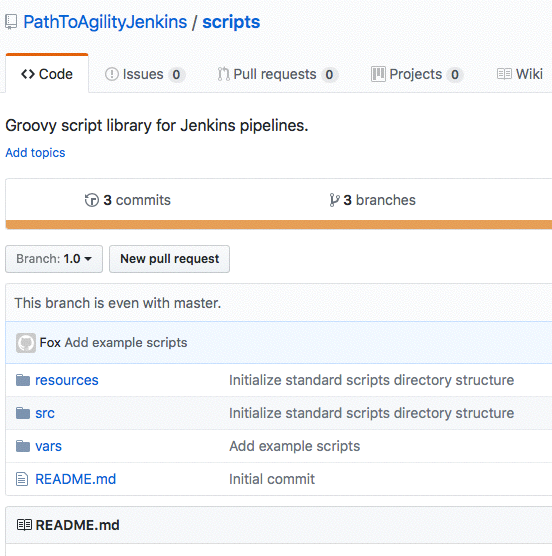 PathToAgilityJenkins / scripts
Code Issues 0 Pull requests 0 Projects 0 Wiki
Groovy script library for Jenkins pipelines.
Add topics
3 commits 3 branches
Branch: 1.0 New pull request
This branch is even with master.
Fox Add example scripts
resources Initialize standard scripts directory structure
src Initialize standard scripts directory structure
vars Add example scripts
README.md Initial commit
README.md